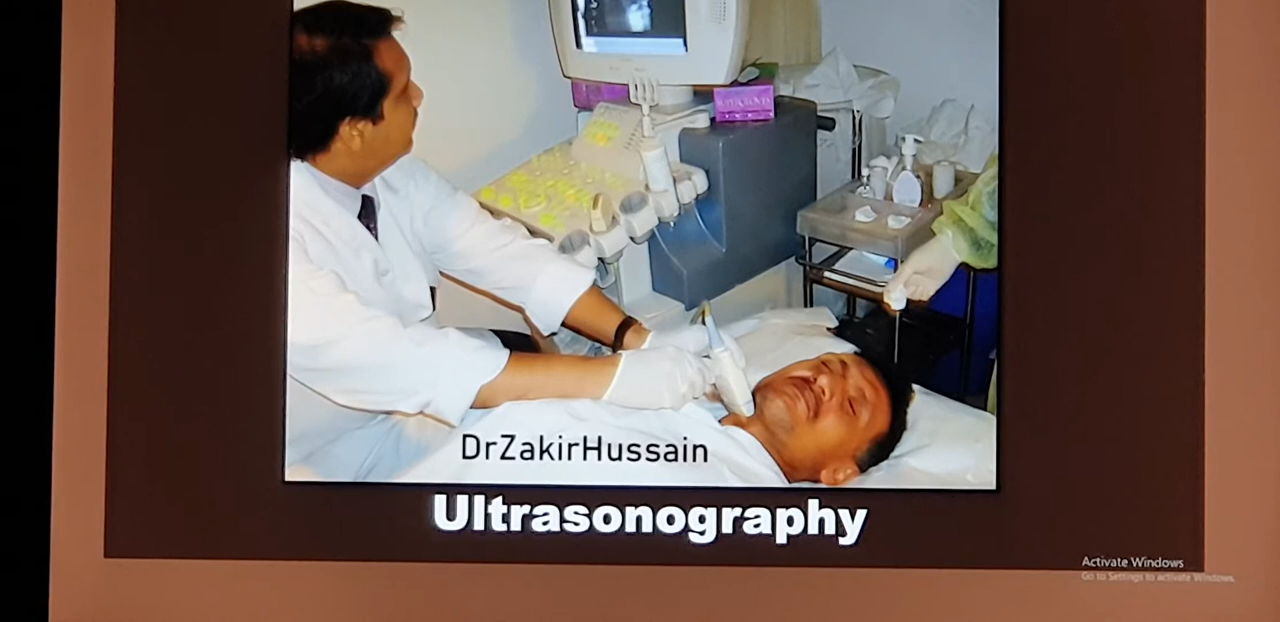 DrZakirHussain
Ultrasonography
Activate Windows
Go to Settings to activate Windows.